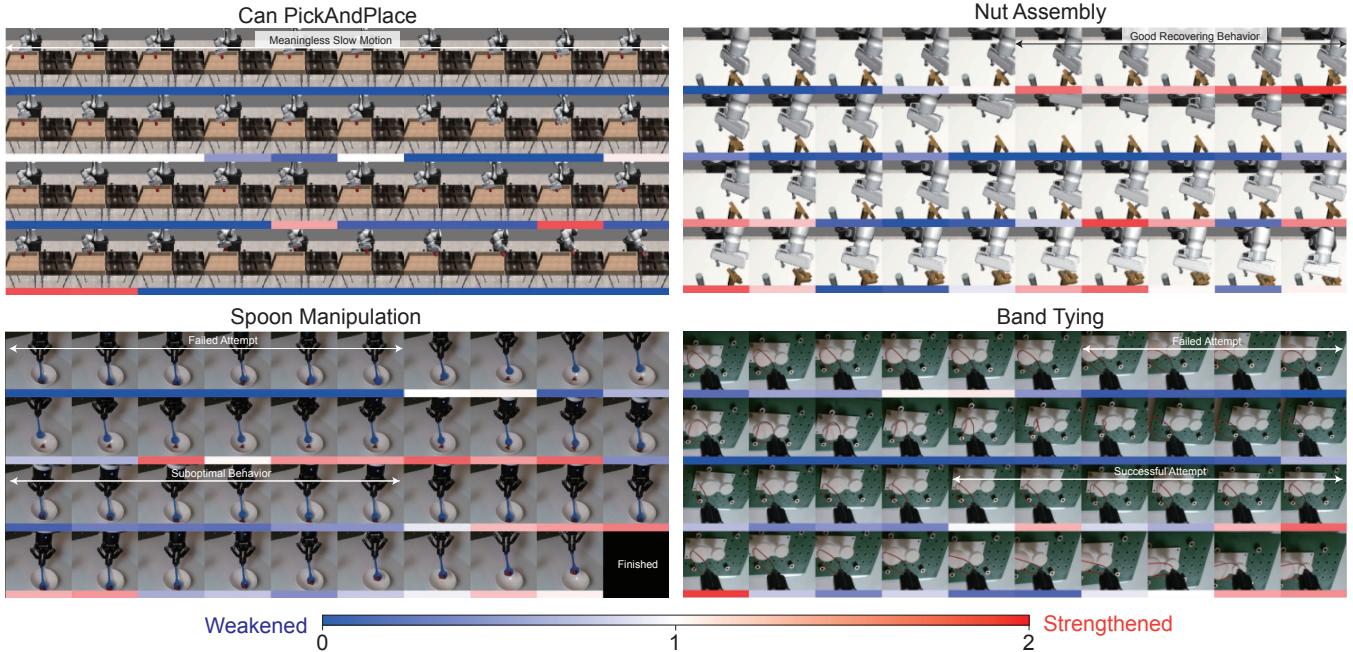 Can PickAndPlace
Meaningless Slow Motion
Nut Assembly
Good Recovering Behavior
Spoon Manipulation
Failed Attempt
Suboptimal Behavior
Finished
Band Tying
Failed Attempt
Successful Attempt
Weakened
0
1
2
Strengthened